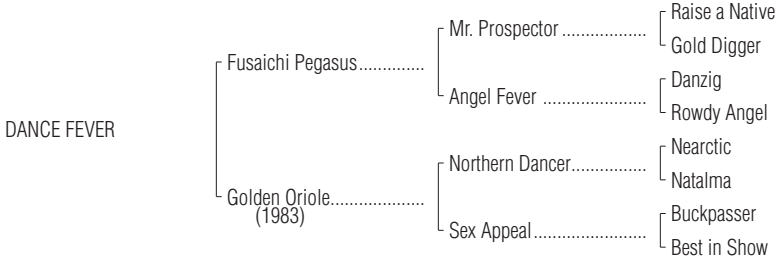 Raise a Native
Mr. Prospector ...................
Gold Digger
Fusaichi Pegasus..............
Danzig
Angel Fever .......................
Rowdy Angel
DANCE FEVER
Nearctic
Northern Dancer.................
Natalma
Golden Oriole....................
(1983)
Buckpasser
Sex Appeal.........................
Best in Show